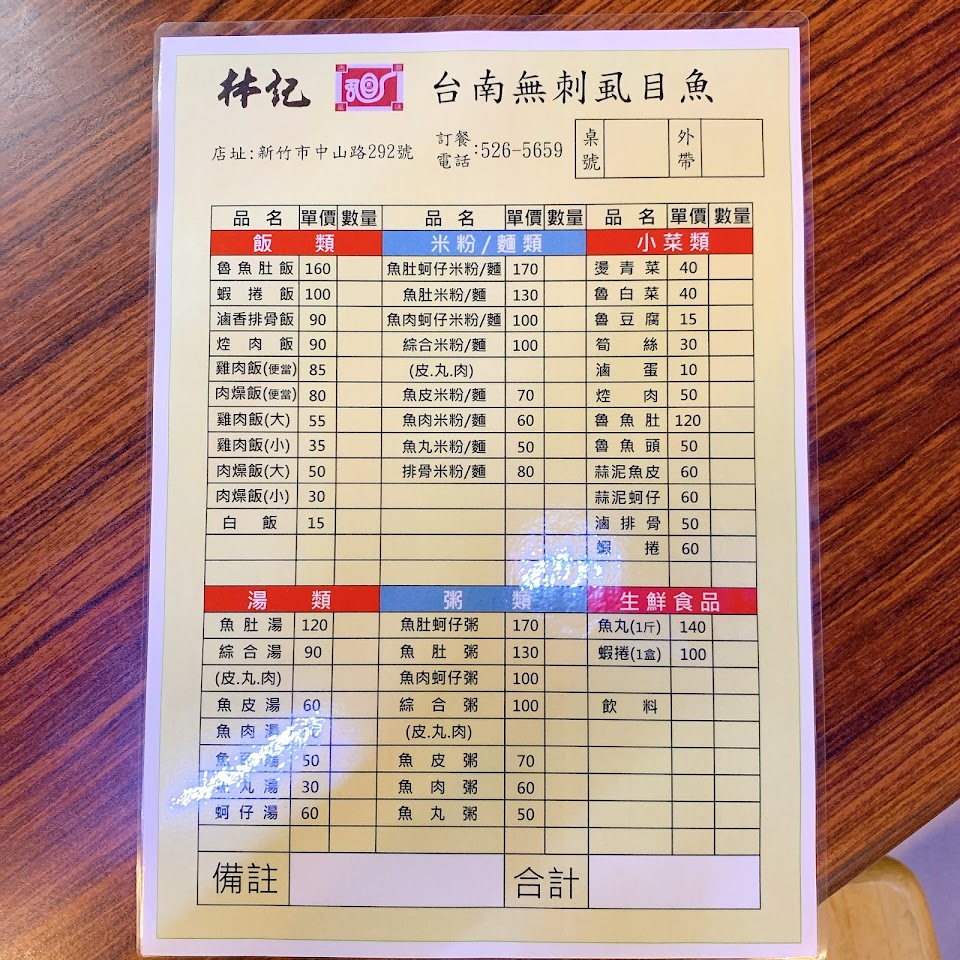 林記 台南無刺虱目魚
店址:新竹市中山路292號 訂餐電話:526-5659 桌號 外帶
品名 單價 數量 品名 單價 數量 品名 單價 數量
飯類 米粉/麵類 小菜類
魯魚肚飯 160 魚肚蚵仔米粉/麵 170 燙青菜 40
蝦捲飯 100 魚肚米粉/麵 130 魯白菜 40
滷香排骨飯 90 魚肉蚵仔米粉/麵 100 魯豆腐 15
焢肉飯 90 綜合米粉/麵 100 筍絲 30
雞肉飯(便當) 85 (皮.丸.肉) 滷蛋 10
肉燥飯(便當) 80 魚皮米粉/麵 70 焢肉 50
雞肉飯(大) 55 魚肉米粉/麵 60 魯魚肚 120
雞肉飯(小) 35 魚丸米粉/麵 50 魯魚頭 50
肉燥飯(大) 50 排骨米粉/麵 80 蒜泥魚皮 60
肉燥飯(小) 30 蒜泥蚵仔 60
白飯 15 滷排骨 50
蝦捲 60
湯類 粥類 生鮮食品
魚肚湯 120 魚肚蚵仔粥 170 魚丸(1斤) 140
綜合湯 90 魚肚粥 130 蝦捲(1盒) 100
(皮.丸.肉) 魚肉蚵仔粥 100
魚皮湯 60 綜合粥 100 飲料
魚肉湯 (皮.丸.肉)
魚 湯 50 魚皮粥 70
丸湯 30 魚肉粥 60
蚵仔湯 60 魚丸粥 50
備註 合計